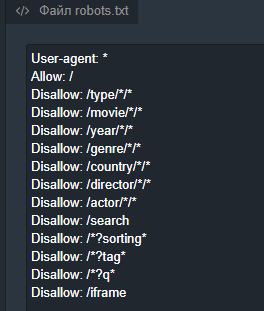 </> Файл robots.txt
User-agent: *
Allow: /
Disallow: /type/*/*
Disallow: /movie/*/*
Disallow: /year/*/*
Disallow: /genre/*/*
Disallow: /country/*/*
Disallow: /director/*/*
Disallow: /actor/*/*
Disallow: /search
Disallow: /*?sorting*
Disallow: /*?tag*
Disallow: /*?q*
Disallow: /iframe